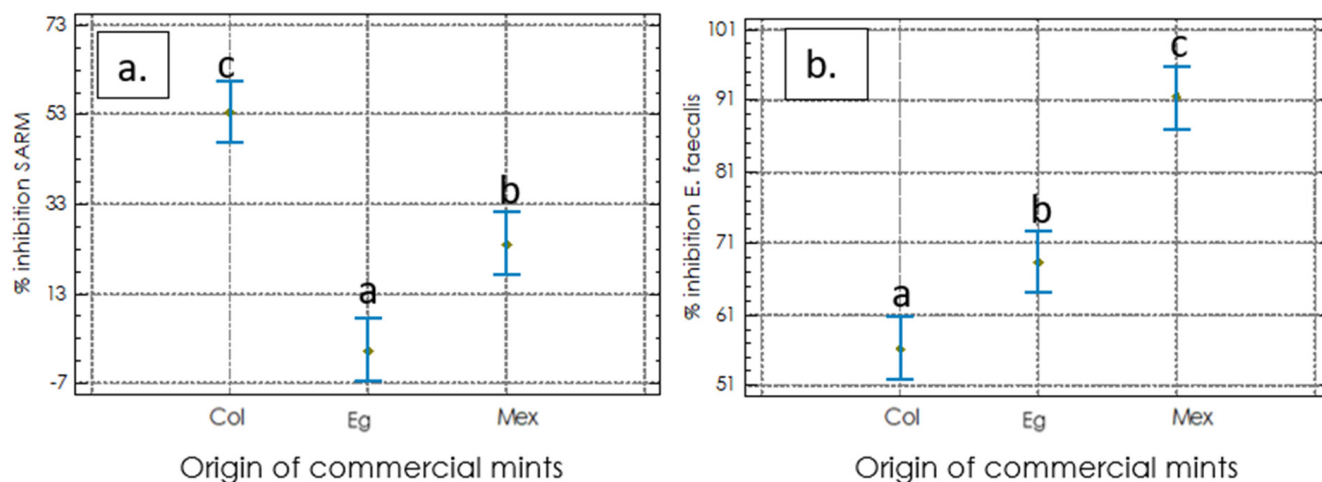 a.
% inhibition SARM
73
53
33
13
-7
c
a
b
Col Eg Mex
Origin of commercial mints
b.
% inhibition E. faecalis
101
91
81
71
61
51
a
b
c
Col Eg Mex
Origin of commercial mints